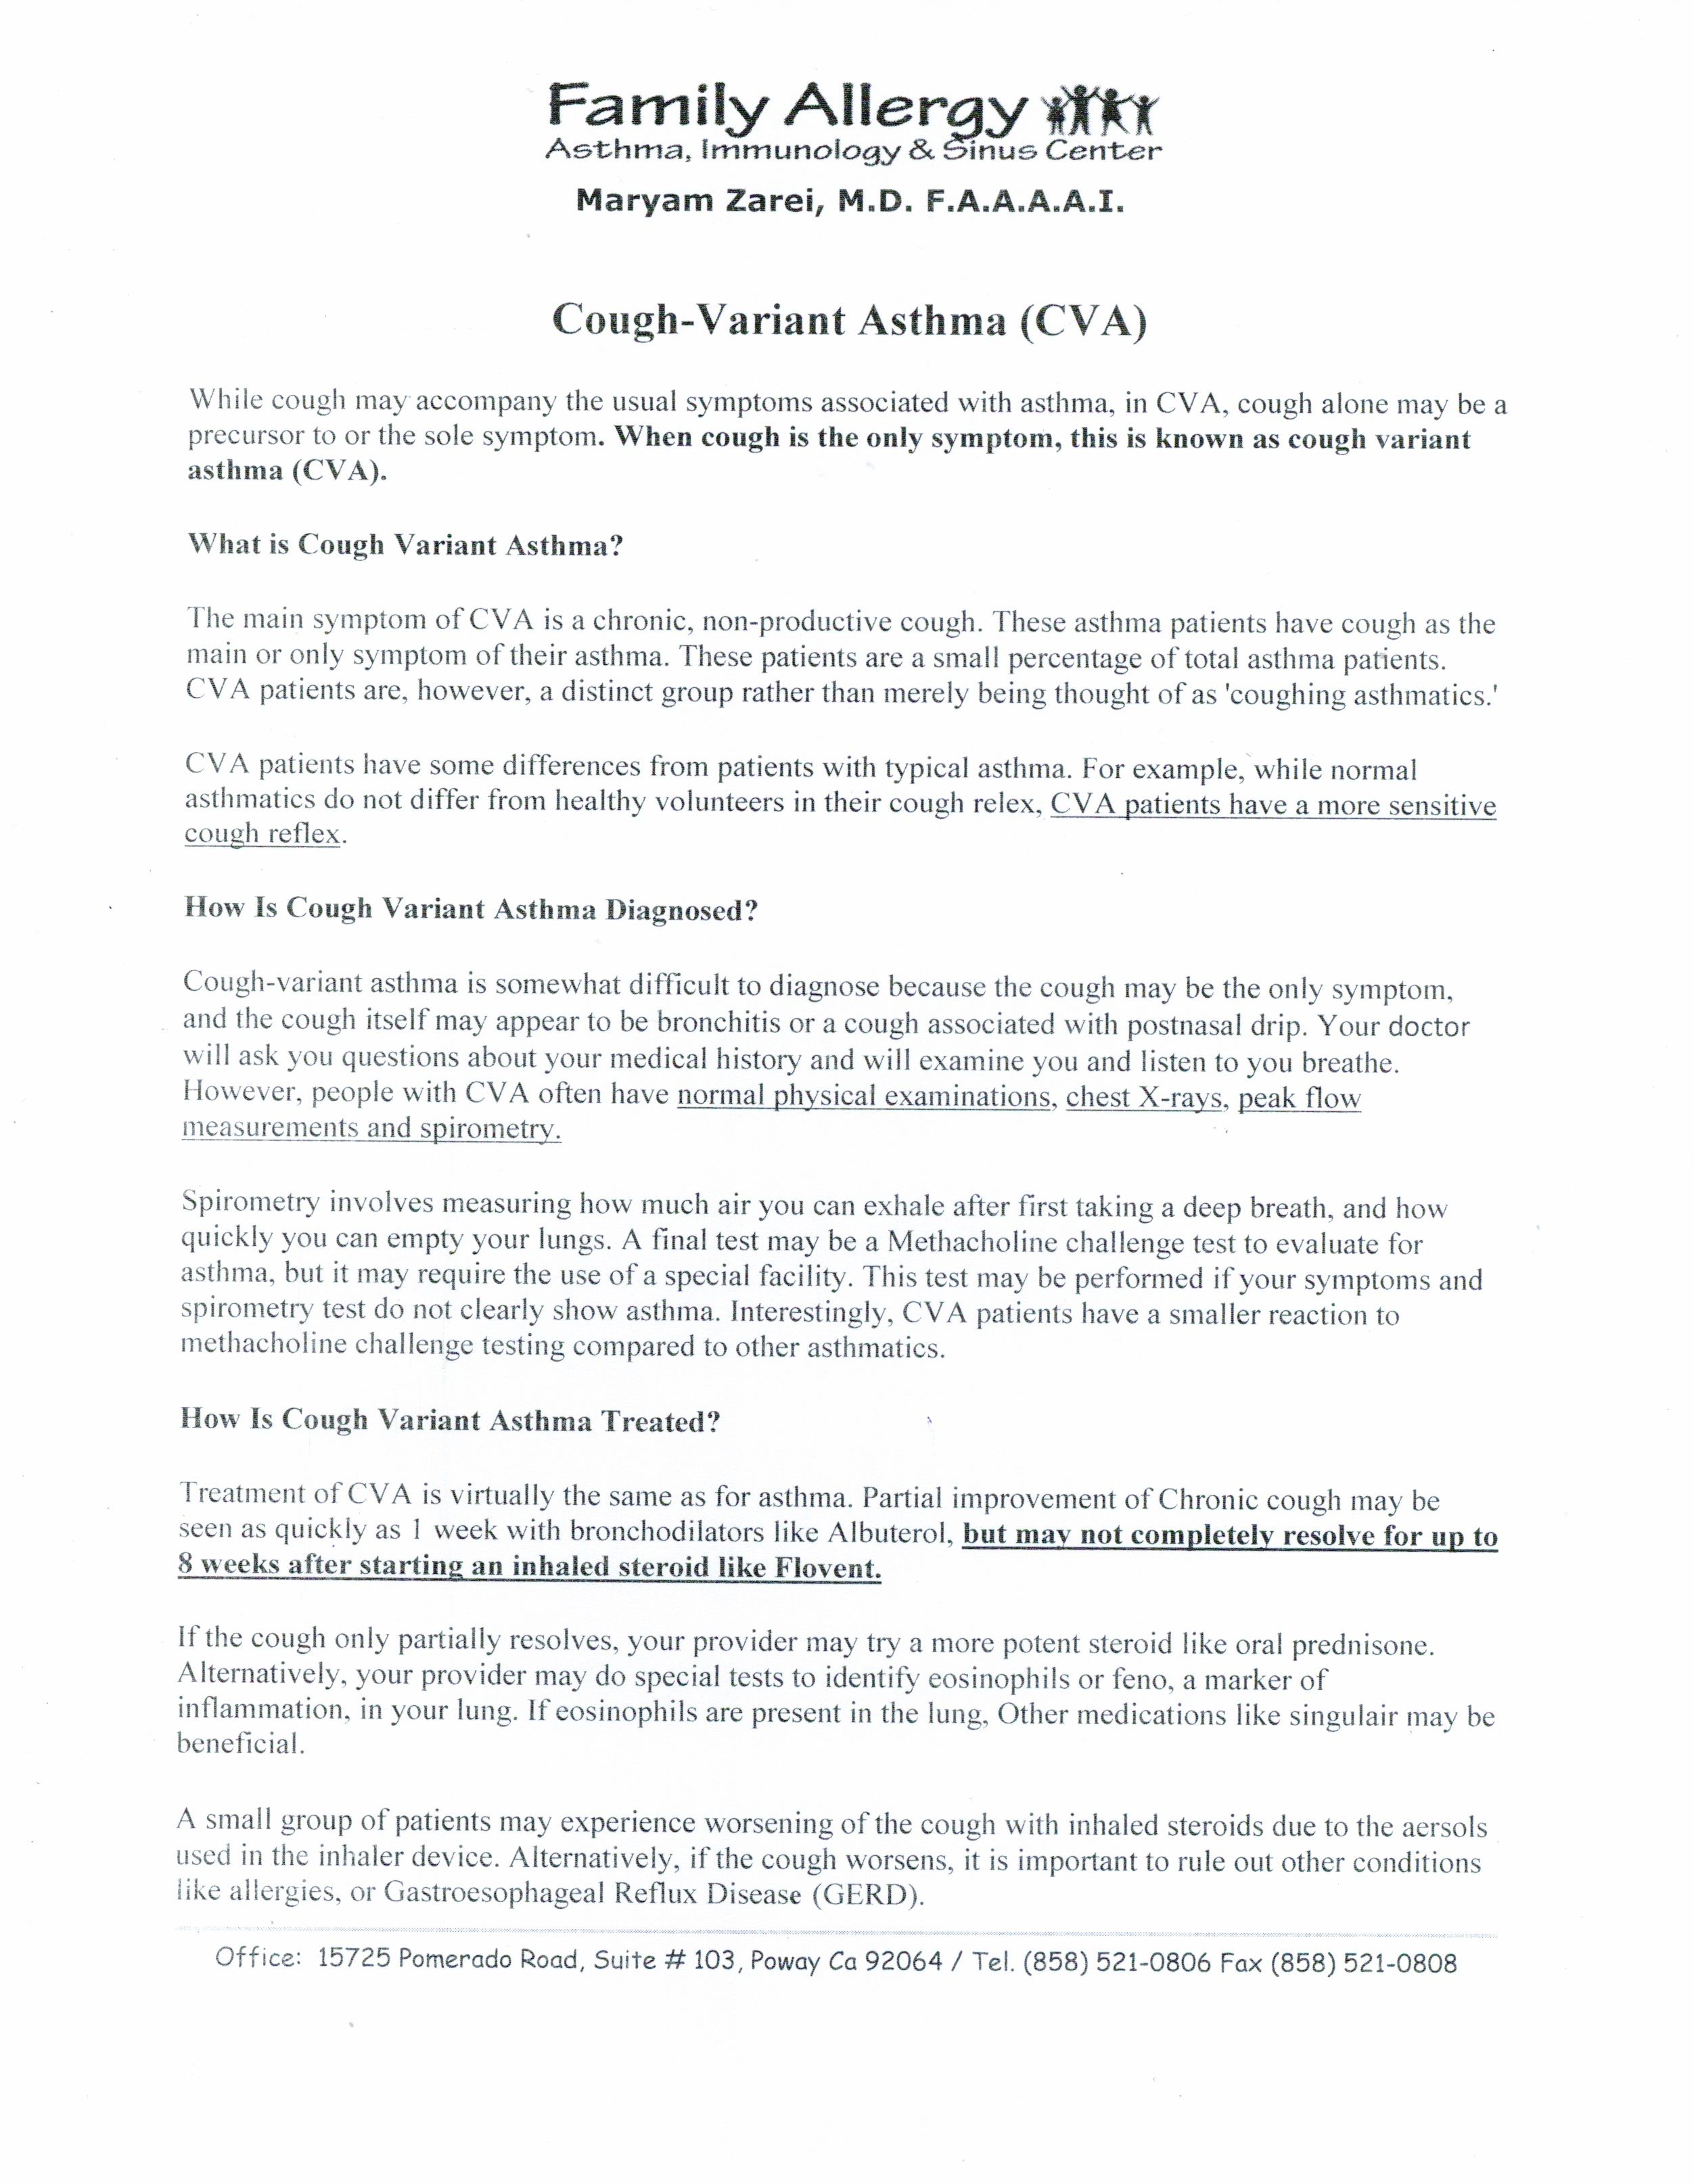 Family Allergy
Asthma, Immunology & Sinus Center
Maryam Zarei, M.D. F.A.A.A.A.I.
Cough-Variant Asthma (CVA)
While cough may accompany the usual symptoms associated with asthma, in CVA, cough alone may be a
precursor to or the sole symptom. When cough is the only symptom, this is known as cough variant
asthma (CVA).
What is Cough Variant Asthma?
The main symptom of CVA is a chronic, non-productive cough. These asthma patients have cough as the
main or only symptom of their asthma. These patients are a small percentage of total asthma patients.
CVA patients are, however, a distinct group rather than merely being thought of as 'coughing asthmatics.'
CVA patients have some differences from patients with typical asthma. For example, while normal
asthmatics do not differ from healthy volunteers in their cough relex, CVA patients have a more sensitive
cough reflex.
How Is Cough Variant Asthma Diagnosed?
Cough-variant asthma is somewhat difficult to diagnose because the cough may be the only symptom,
and the cough itself may appear to be bronchitis or a cough associated with postnasal drip. Your doctor
will ask you questions about your medical history and will examine you and listen to you breathe.
However, people with CVA often have normal physical examinations, chest X-rays, peak flow
measurements and spirometry.
Spirometry involves measuring how much air you can exhale after first taking a deep breath, and how
quickly you can empty your lungs. A final test may be a Methacholine challenge test to evaluate for
asthma, but it may require the use of a special facility. This test may be performed if your symptoms and
spirometry test do not clearly show asthma. Interestingly, CVA patients have a smaller reaction to
methacholine challenge testing compared to other asthmatics.
How Is Cough Variant Asthma Treated?
Treatment of CVA is virtually the same as for asthma. Partial improvement of Chronic cough may be
seen as quickly as 1 week with bronchodilators like Albuterol, but may not completely resolve for up to
8 weeks after starting an inhaled steroid like Flovent.
If the cough only partially resolves, your provider may try a more potent steroid like oral prednisone.
Alternatively, your provider may do special tests to identify eosinophils or feno, a marker of
inflammation, in your lung. If eosinophils are present in the lung, Other medications like singulair may be
beneficial.
A small group of patients may experience worsening of the cough with inhaled steroids due to the aersols
used in the inhaler device. Alternatively, if the cough worsens, it is important to rule out other conditions
like allergies, or Gastroesophageal Reflux Disease (GERD).
Office: 15725 Pomerado Road, Suite # 103, Poway Ca 92064 / Tel. (858) 521-0806 Fax (858) 521-0808